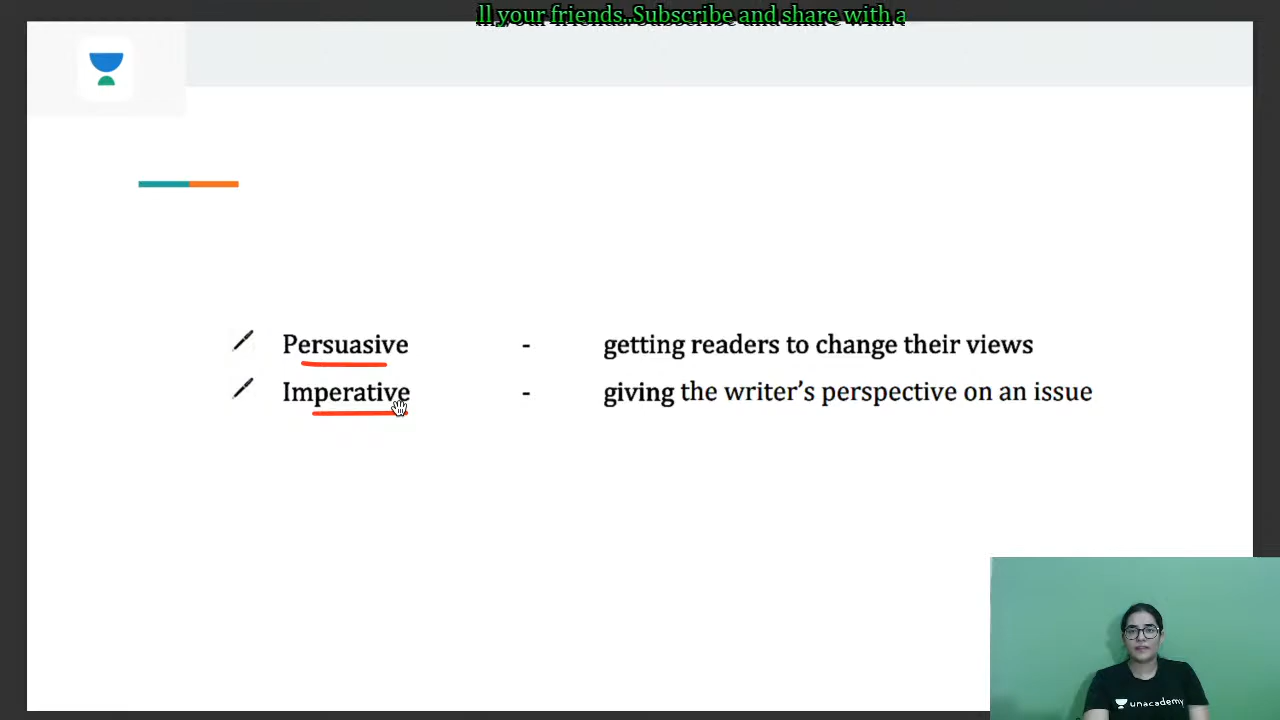 ll your friends..Subscribe and share with a
Persuasive - getting readers to change their views
Imperative - giving the writer's perspective on an issue
unacademy